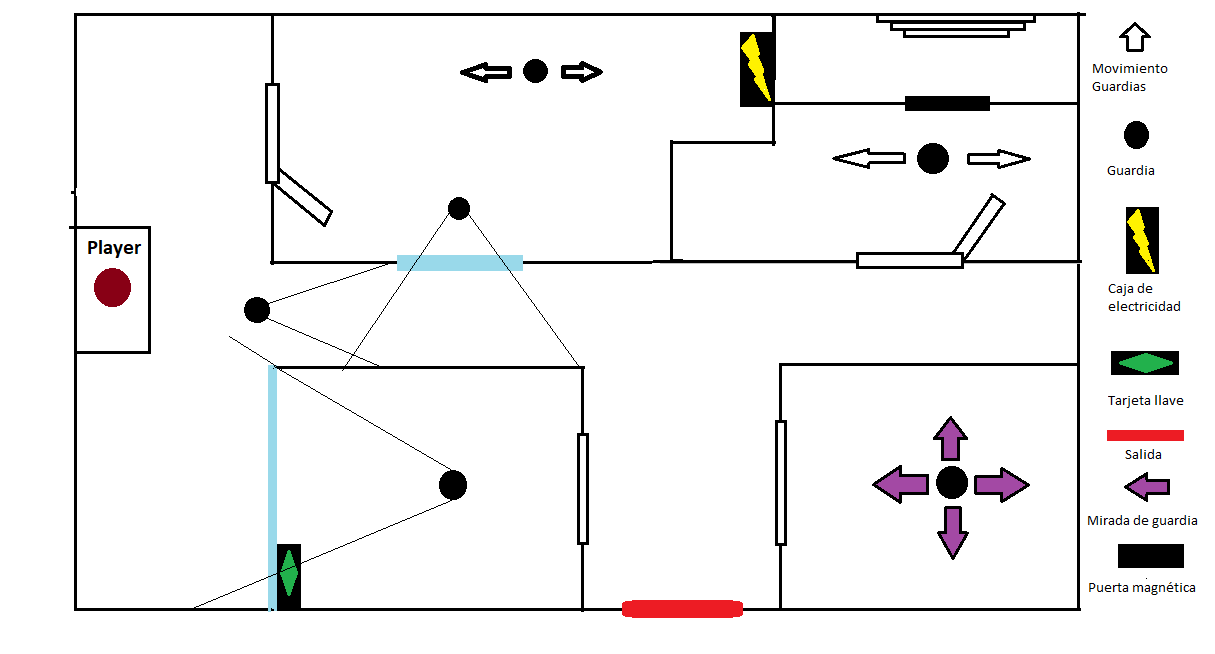 Player
Movimiento
Guardias
Guardia
Caja de
electricidad
Tarjeta llave
Salida
Mirada de guardia
Puerta magnética